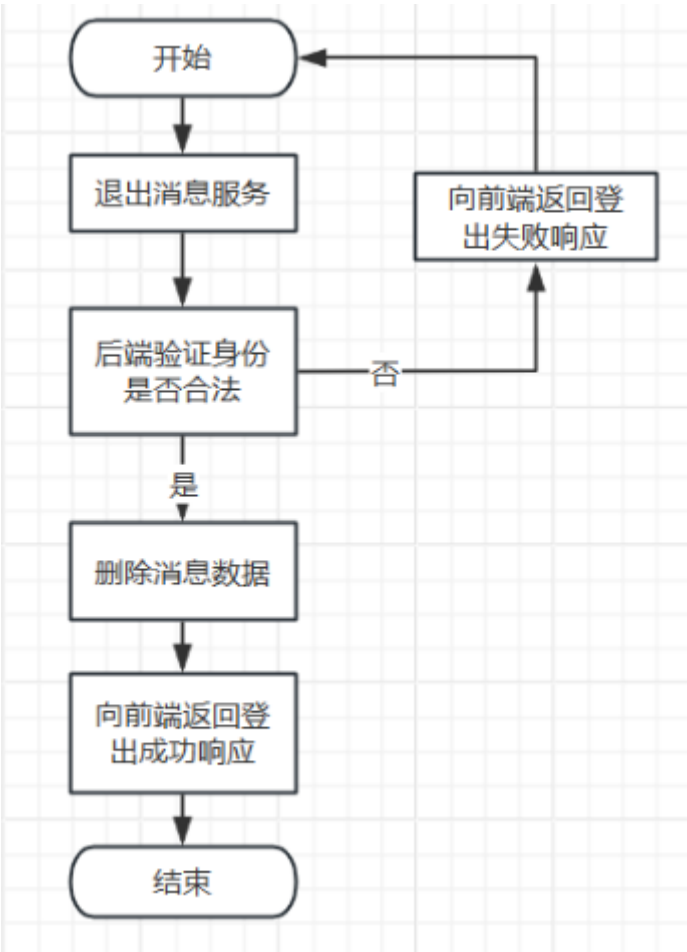 开始
退出消息服务
向前端返回登
出失败响应
后端验证身份
是否合法
否
是
删除消息数据
向前端返回登
出成功响应
结束